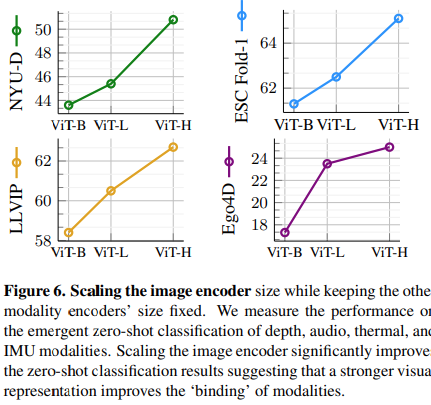 NYU-D
50
48
46
44
ViT-B ViT-L ViT-H
ESC Fold-1
64
62
ViT-B ViT-L ViT-H
LLVIP
62
60
58
ViT-B ViT-L ViT-H
Ego4D
24
22
20
18
ViT-B ViT-L ViT-H
Figure 6. Scaling the image encoder size while keeping the othe
modality encoders’ size fixed. We measure the performance on
the emergent zero-shot classification of depth, audio, thermal, and
IMU modalities. Scaling the image encoder significantly improve
the zero-shot classification results suggesting that a stronger visua
representation improves the ‘binding’ of modalities.